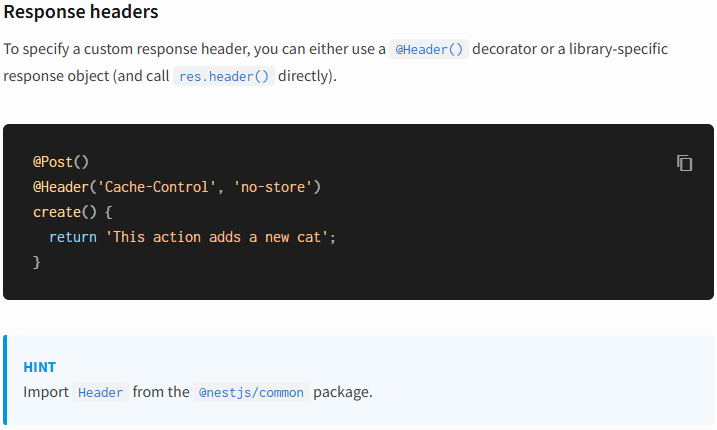 Response headers
To specify a custom response header, you can either use a @Header() decorator or a library-specific
response object (and call res.header() directly).
@Post()
@Header('Cache-Control', 'no-store')
create() {
  return 'This action adds a new cat';
}
HINT
Import Header from the @nestjs/common package.